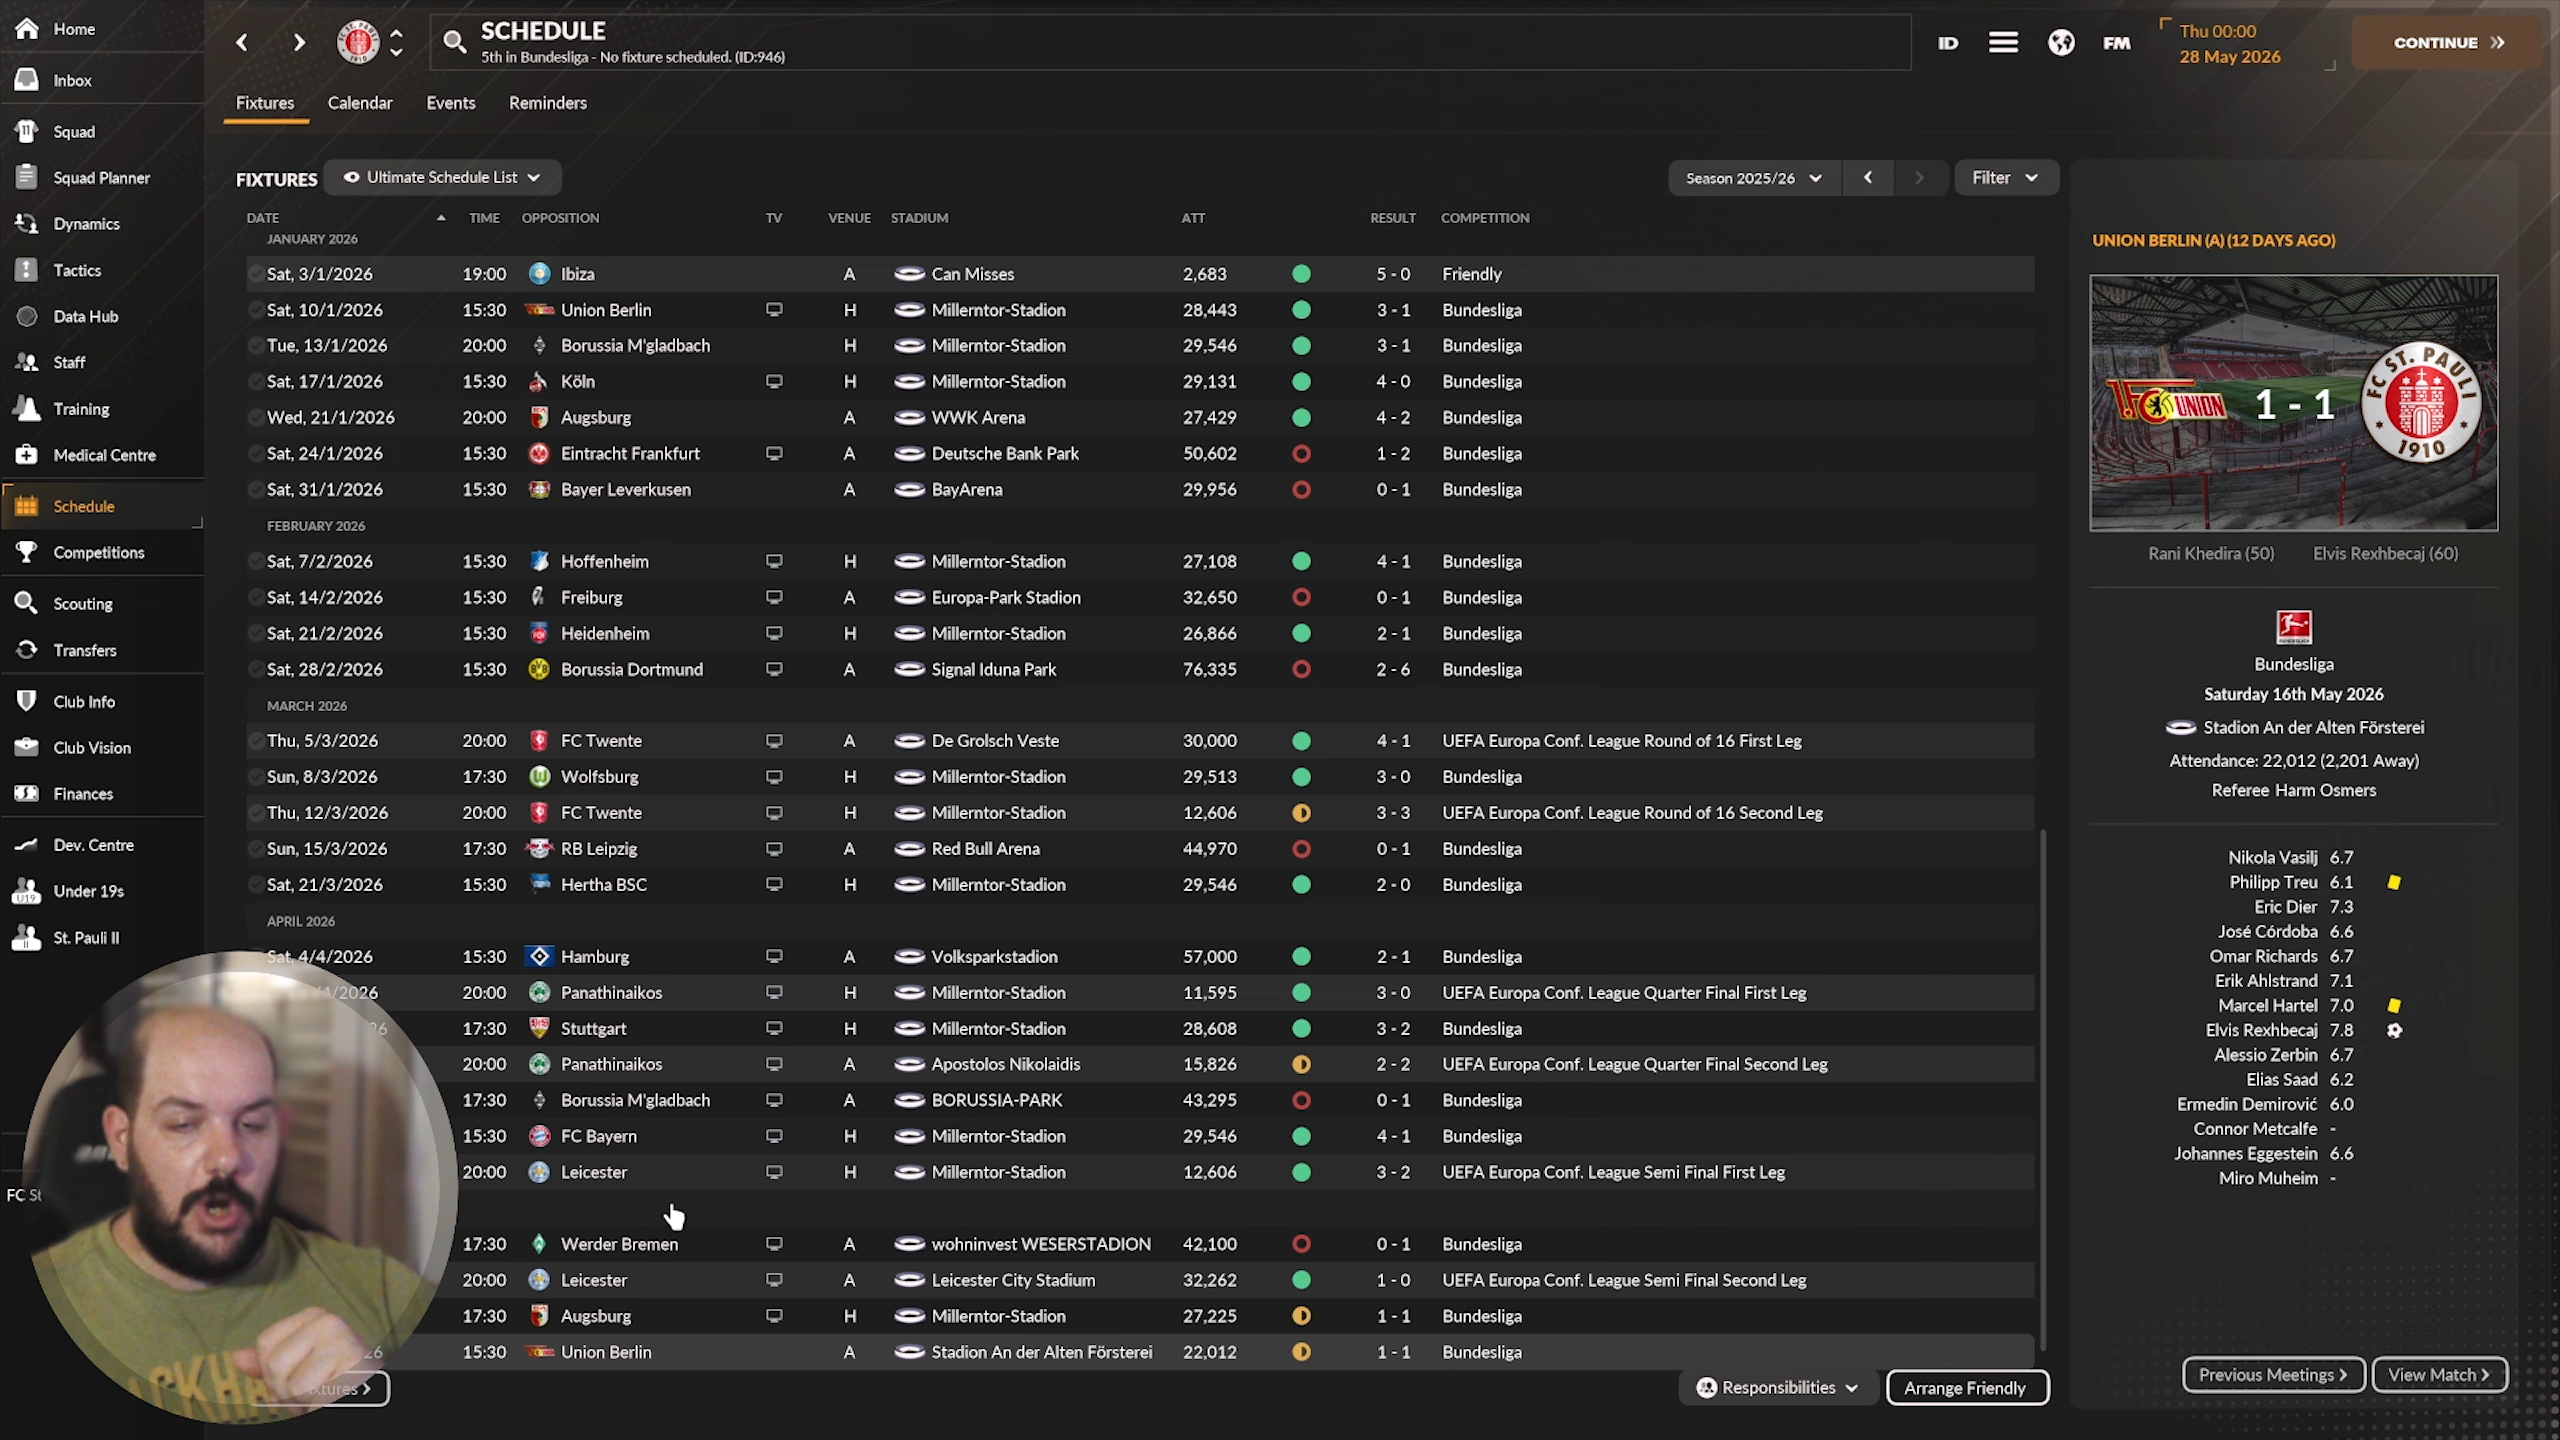 Home
Inbox
Squad
Squad Planner
Dynamics
Tactics
Data Hub
Staff
Training
Medical Centre
Schedule
Competitions
Scouting
Transfers
Club Info
Club Vision
Finances
Dev. Centre
Under 19s
St. Pauli II
FC St
SCHEDULE
5th in Bundesliga - No fixture scheduled. (ID:946)
ID
FM
Thu 00:00
28 May 2026
CONTINUE
Fixtures Calendar Events Reminders
FIXTURES Ultimate Schedule List
Season 2025/26 Filter
DATE TIME OPPOSITION TV VENUE STADIUM ATT RESULT COMPETITION
JANUARY 2026
Sat, 3/1/2026 19:00 Ibiza A Can Misses 2,683 5 - 0 Friendly
Sat, 10/1/2026 15:30 Union Berlin H Millerntor-Stadion 28,443 3 - 1 Bundesliga
Tue, 13/1/2026 20:00 Borussia M'gladbach H Millerntor-Stadion 29,546 3 - 1 Bundesliga
Sat, 17/1/2026 15:30 Köln H Millerntor-Stadion 29,131 4 - 0 Bundesliga
Wed, 21/1/2026 20:00 Augsburg A WWK Arena 27,429 4 - 2 Bundesliga
Sat, 24/1/2026 15:30 Eintracht Frankfurt A Deutsche Bank Park 50,602 1 - 2 Bundesliga
Sat, 31/1/2026 15:30 Bayer Leverkusen A BayArena 29,956 0 - 1 Bundesliga
FEBRUARY 2026
Sat, 7/2/2026 15:30 Hoffenheim H Millerntor-Stadion 27,108 4 - 1 Bundesliga
Sat, 14/2/2026 15:30 Freiburg A Europa-Park Stadion 32,650 0 - 1 Bundesliga
Sat, 21/2/2026 15:30 Heidenheim H Millerntor-Stadion 26,866 2 - 1 Bundesliga
Sat, 28/2/2026 15:30 Borussia Dortmund A Signal Iduna Park 76,335 2 - 6 Bundesliga
MARCH 2026
Thu, 5/3/2026 20:00 FC Twente A De Grolsch Veste 30,000 4 - 1 UEFA Europa Conf. League Round of 16 First Leg
Sun, 8/3/2026 17:30 Wolfsburg H Millerntor-Stadion 29,513 3 - 0 Bundesliga
Thu, 12/3/2026 20:00 FC Twente H Millerntor-Stadion 12,606 3 - 3 UEFA Europa Conf. League Round of 16 Second Leg
Sun, 15/3/2026 17:30 RB Leipzig A Red Bull Arena 44,970 0 - 1 Bundesliga
Sat, 21/3/2026 15:30 Hertha BSC H Millerntor-Stadion 29,546 2 - 0 Bundesliga
APRIL 2026
Sat, 4/4/2026 15:30 Hamburg A Volksparkstadion 57,000 2 - 1 Bundesliga
/4/2026 20:00 Panathinaikos H Millerntor-Stadion 11,595 3 - 0 UEFA Europa Conf. League Quarter Final First Leg
6 17:30 Stuttgart H Millerntor-Stadion 28,608 3 - 2 Bundesliga
20:00 Panathinaikos A Apostolos Nikolaidis 15,826 2 - 2 UEFA Europa Conf. League Quarter Final Second Leg
17:30 Borussia M'gladbach A BORUSSIA-PARK 43,295 0 - 1 Bundesliga
15:30 FC Bayern H Millerntor-Stadion 29,546 4 - 1 Bundesliga
20:00 Leicester H Millerntor-Stadion 12,606 3 - 2 UEFA Europa Conf. League Semi Final First Leg
17:30 Werder Bremen A wohninvest WESERSTADION 42,100 0 - 1 Bundesliga
20:00 Leicester A Leicester City Stadium 32,262 1 - 0 UEFA Europa Conf. League Semi Final Second Leg
17:30 Augsburg H Millerntor-Stadion 27,225 1 - 1 Bundesliga
26 15:30 Union Berlin A Stadion An der Alten Försterei 22,012 1 - 1 Bundesliga
Responsibilities Arrange Friendly
UNION BERLIN (A) (12 DAYS AGO)
UNION 1 - 1 FC ST. PAULI 1910
Rani Khedira (50) Elvis Rexhbecaj (60)
Bundesliga
Saturday 16th May 2026
Stadion An der Alten Försterei
Attendance: 22,012 (2,201 Away)
Referee Harm Osmers
Nikola Vasilj 6.7
Philipp Treu 6.1
Eric Dier 7.3
José Córdoba 6.6
Omar Richards 6.7
Erik Ahlstrand 7.1
Marcel Hartel 7.0
Elvis Rexhbecaj 7.8
Alessio Zerbin 6.7
Elias Saad 6.2
Ermedin Demirović 6.0
Connor Metcalfe -
Johannes Eggestein 6.6
Miro Muheim -
Previous Meetings View Match